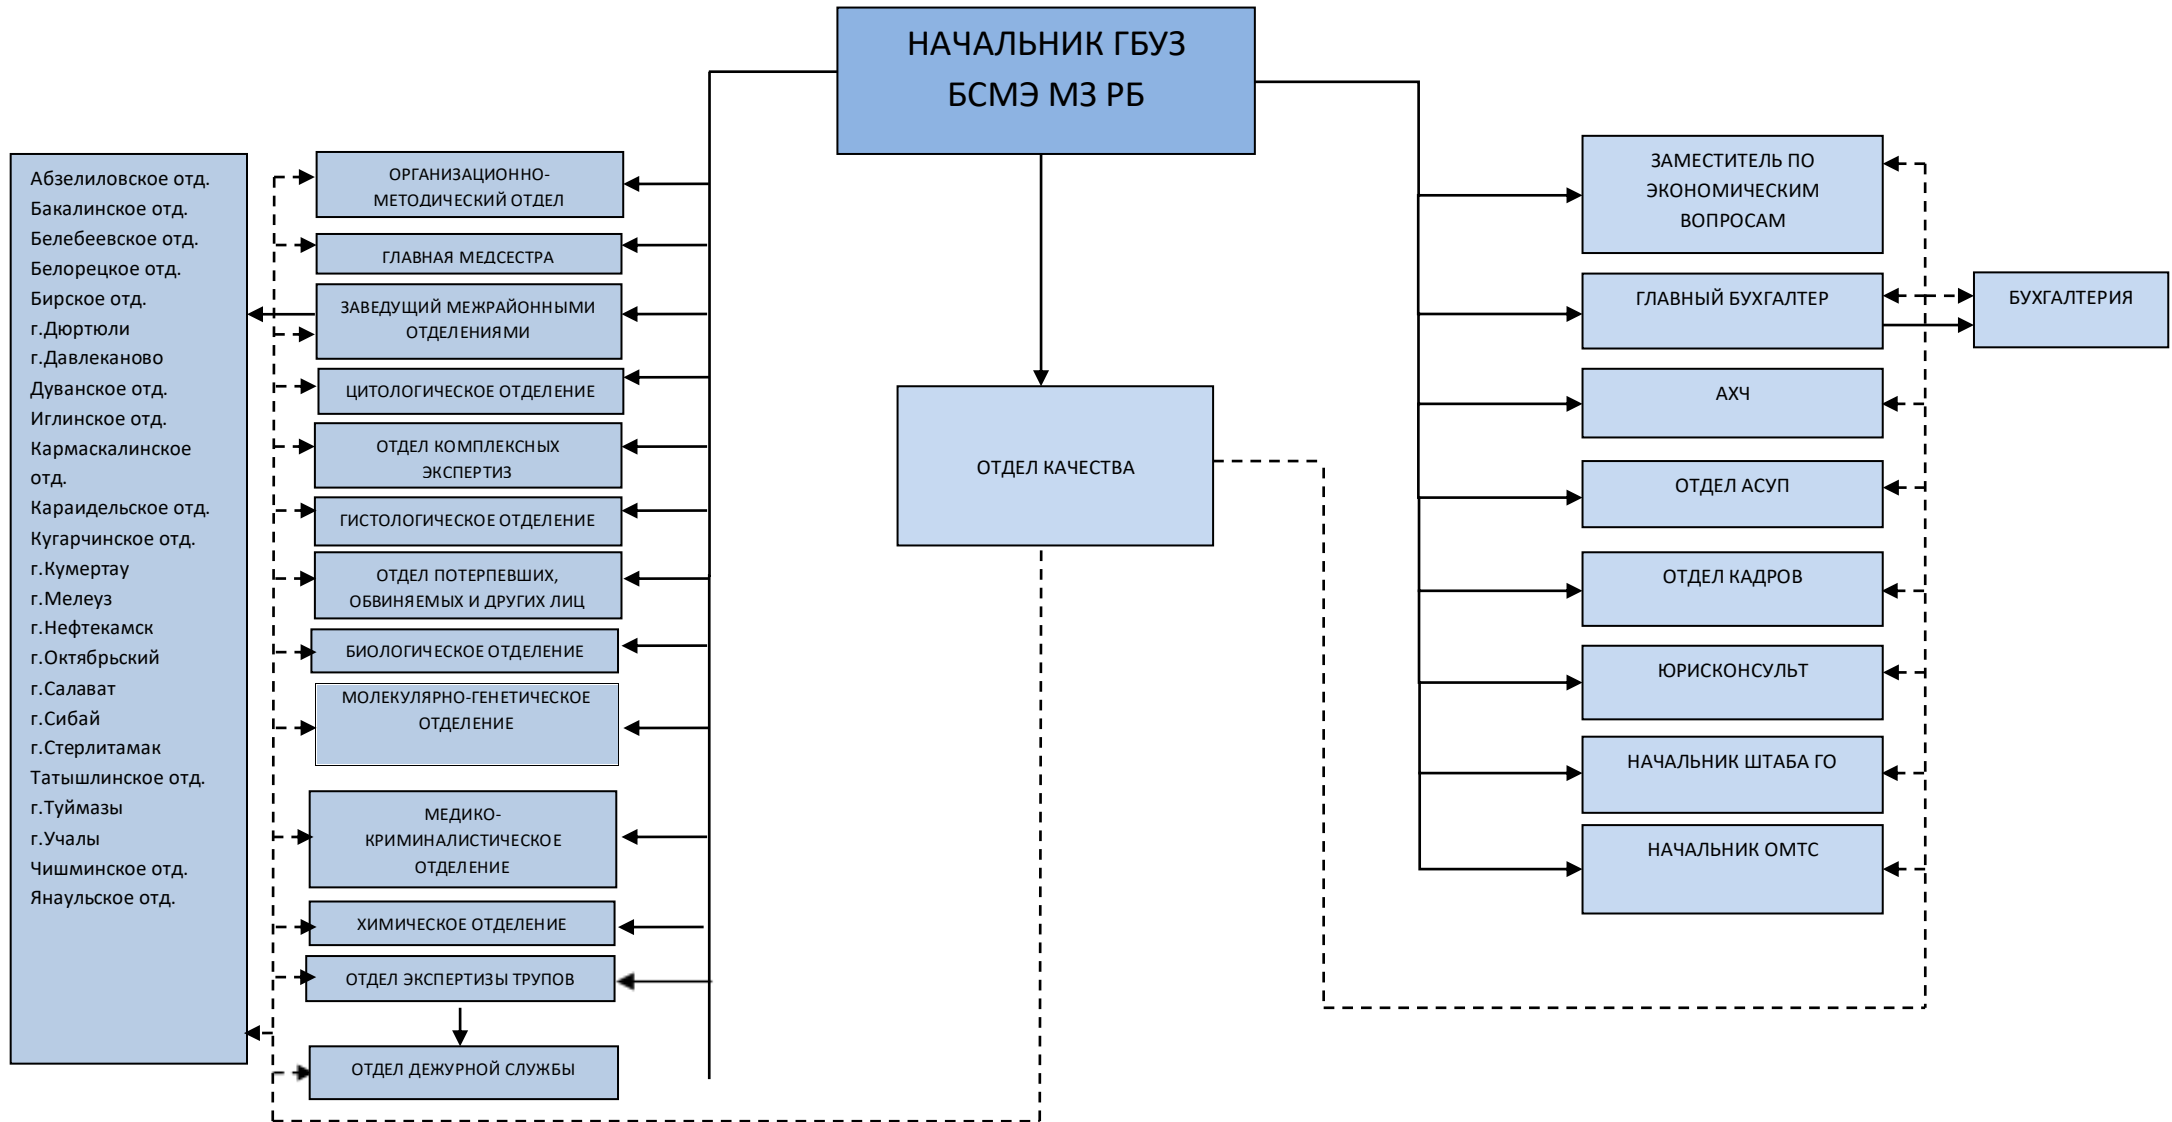 НАЧАЛЬНИК ГБУЗ
БСМЭ МЗ РБ
Абзелиловское отд.
Бакалинское отд.
Белебеевское отд.
Белорецкое отд.
Бирское отд.
г.Дюртюли
г.Давлеканово
Дуванское отд.
Иглинское отд.
Кармаскалинское
отд.
Караидельское отд.
Кугарчинское отд.
г.Кумертау
г.Мелеуз
г.Нефтекамск
г.Октябрьский
г.Салават
г.Сибай
г.Стерлитамак
Татышлинское отд.
г.Туймазы
г.Учалы
Чишминское отд.
Янаульское отд.
ОРГАНИЗАЦИОННО-
МЕТОДИЧЕСКИЙ ОТДЕЛ
ГЛАВНАЯ МЕДСЕСТРА
ЗАВЕДУЩИЙ МЕЖРАЙОННЫМИ
ОТДЕЛЕНИЯМИ
ЦИТОЛОГИЧЕСКОЕ ОТДЕЛЕНИЕ
ОТДЕЛ КОМПЛЕКСНЫХ
ЭКСПЕРТИЗ
ГИСТОЛОГИЧЕСКОЕ ОТДЕЛЕНИЕ
ОТДЕЛ ПОТЕРПЕВШИХ,
ОБВИНЯЕМЫХ И ДРУГИХ ЛИЦ
БИОЛОГИЧЕСКОЕ ОТДЕЛЕНИЕ
МОЛЕКУЛЯРНО-ГЕНЕТИЧЕСКОЕ
ОТДЕЛЕНИЕ
МЕДИКО-
КРИМИНАЛИСТИЧЕСКОЕ
ОТДЕЛЕНИЕ
ХИМИЧЕСКОЕ ОТДЕЛЕНИЕ
ОТДЕЛ ЭКСПЕРТИЗЫ ТРУПОВ
ОТДЕЛ ДЕЖУРНОЙ СЛУЖБЫ
ОТДЕЛ КАЧЕСТВА
ЗАМЕСТИТЕЛЬ ПО
ЭКОНОМИЧЕСКИМ
ВОПРОСАМ
ГЛАВНЫЙ БУХГАЛТЕР
БУХГАЛТЕРИЯ
АХЧ
ОТДЕЛ АСУП
ОТДЕЛ КАДРОВ
ЮРИСКОНСУЛЬТ
НАЧАЛЬНИК ШТАБА ГО
НАЧАЛЬНИК ОМТС